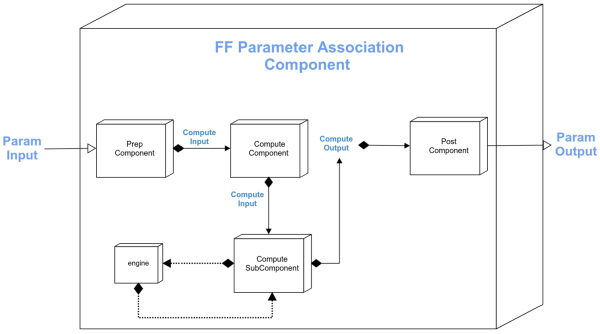 FF Parameter Association
Component
Param
Input
Prep
Component
Compute
Input
Compute
Component
Compute
Output
Post
Component
Param
Output
Compute
Input
engine
Compute
SubComponent